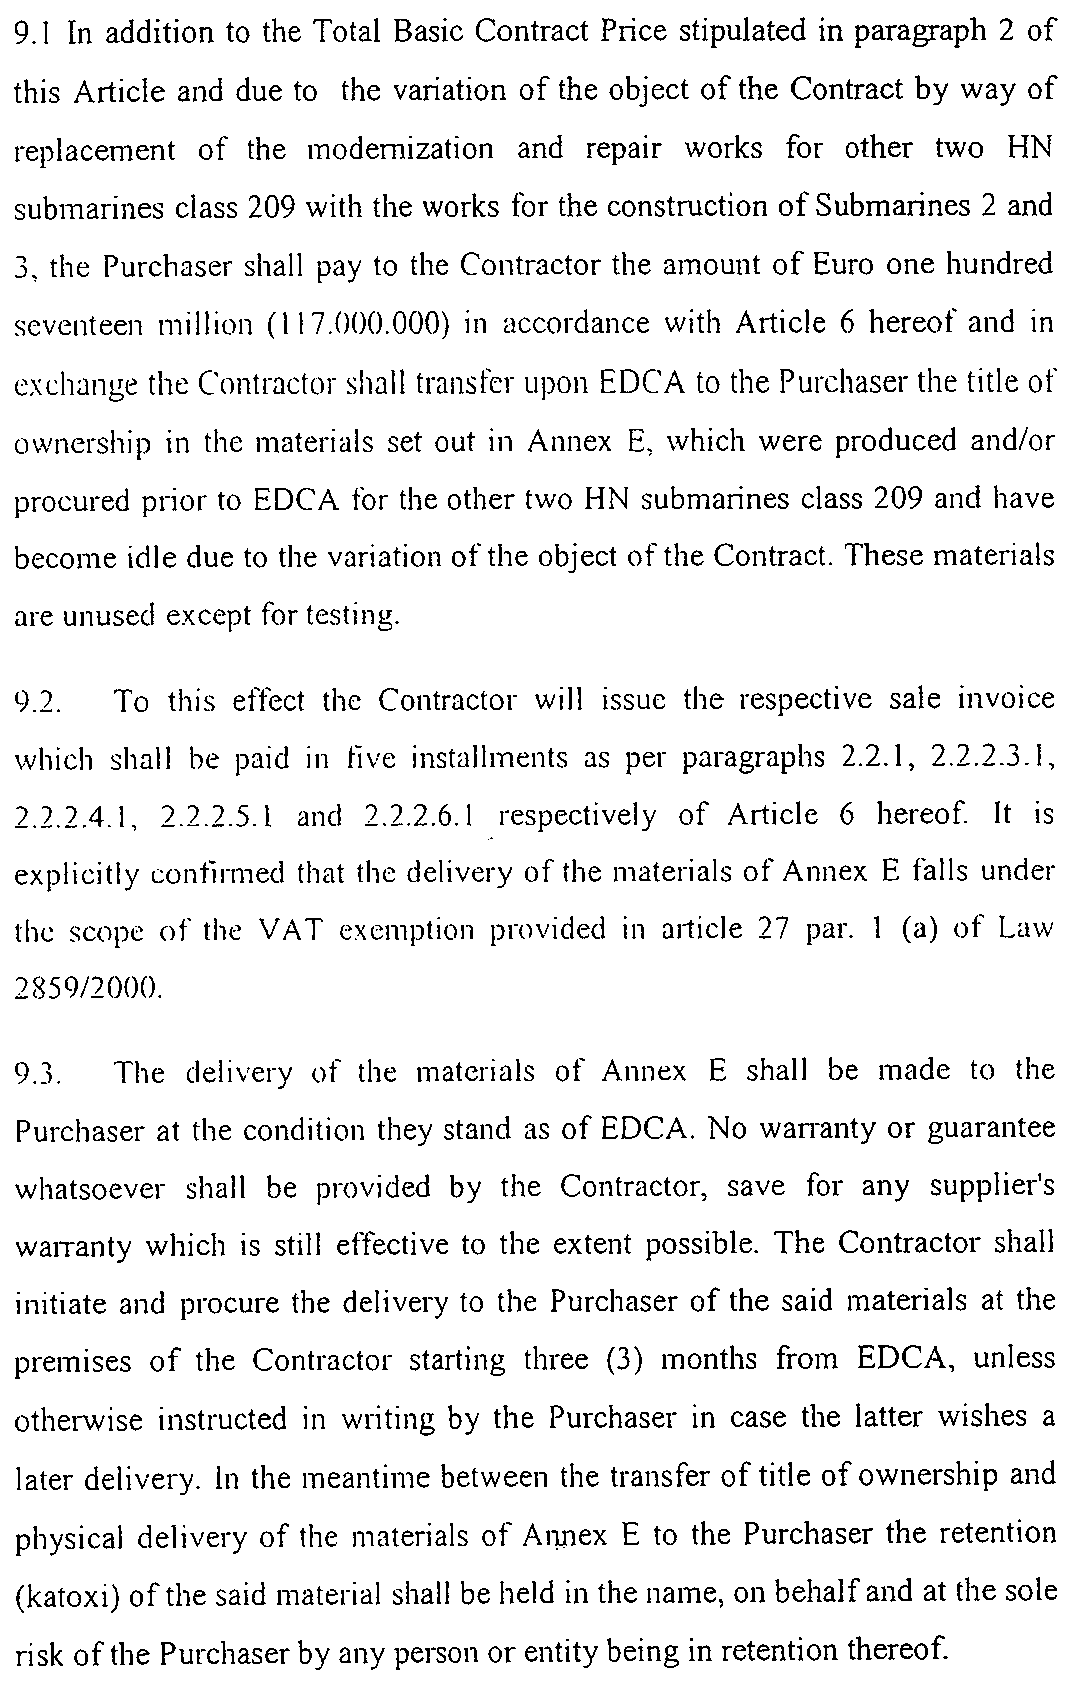 9.1 In addition to the Total Basic Contract Price stipulated in paragraph 2 of
this Article and due to the variation of the object of the Contract by way of
replacement of the modernization and repair works for other two HN
submarines class 209 with the works for the construction of Submarines 2 and
3, the Purchaser shall pay to the Contractor the amount of Euro one hundred
seventeen million (117.000.000) in accordance with Article 6 hereof and in
exchange the Contractor shall transfer upon EDCA to the Purchaser the title of
ownership in the materials set out in Annex E, which were produced and/or
procured prior to EDCA for the other two HN submarines class 209 and have
become idle due to the variation of the object of the Contract. These materials
are unused except for testing.
9.2. To this effect the Contractor will issue the respective sale invoice
which shall be paid in five installments as per paragraphs 2.2.1, 2.2.2.3.1,
2.2.2.4.1, 2.2.2.5.1 and 2.2.2.6.1 respectively of Article 6 hereof. It is
explicitly confirmed that the delivery of the materials of Annex E falls under
the scope of the VAT exemption provided in article 27 par. 1 (a) of Law
2859/2000.
9.3. The delivery of the materials of Annex E shall be made to the
Purchaser at the condition they stand as of EDCA. No warranty or guarantee
whatsoever shall be provided by the Contractor, save for any supplier's
warranty which is still effective to the extent possible. The Contractor shall
initiate and procure the delivery to the Purchaser of the said materials at the
premises of the Contractor starting three (3) months from EDCA, unless
otherwise instructed in writing by the Purchaser in case the latter wishes a
later delivery. In the meantime between the transfer of title of ownership and
physical delivery of the materials of Annex E to the Purchaser the retention
(katoxi) of the said material shall be held in the name, on behalf and at the sole
risk of the Purchaser by any person or entity being in retention thereof.